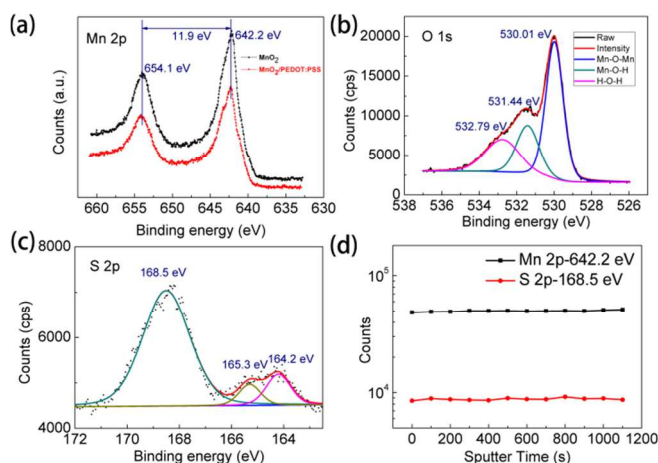 (a)
Mn 2p
11.9 eV
642.2 eV
654.1 eV
MnO2
MnO2/PEDOT:PSS
Counts (a.u.)
660 655 650 645 640 635 630
Binding energy (eV)
(b)
O 1s
530.01 eV
531.44 eV
532.79 eV
Raw
Intensity
Mn-O-Mn
Mn-O-H
H-O-H
Counts (cps)
20000
15000
10000
5000
0
538 536 534 532 530 528 526
Binding energy (eV)
(c)
S 2p
168.5 eV
165.3 eV
164.2 eV
Counts (cps)
8000
6000
4000
172 170 168 166 164
Binding energy (eV)
(d)
Mn 2p-642.2 eV
S 2p-168.5 eV
Counts
10^5
10^4
0 200 400 600 800 1000 1200
Sputter Time (s)